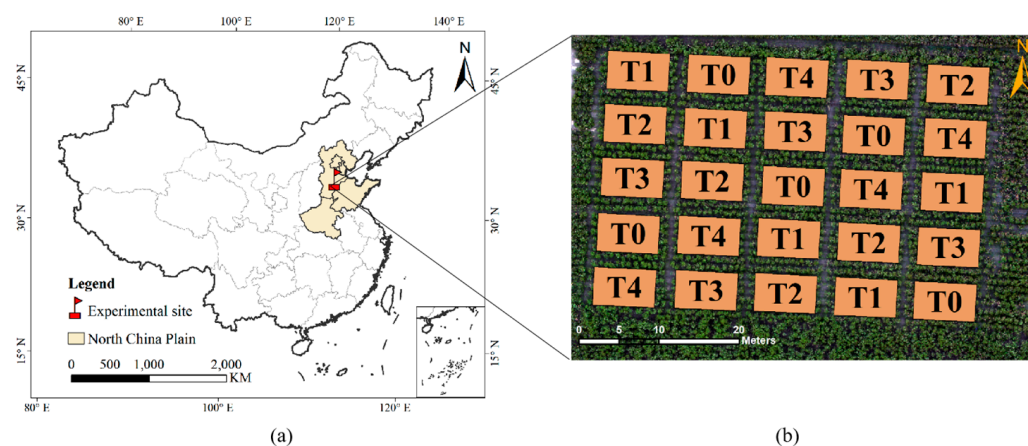 80° E 100° E 120° E 140° E
45° N
30° N
15° N
N
45° N
30° N
15° N
Legend
Experimental site
North China Plain
0 500 1,000 2,000
KM
80° E 100° E 120° E
(a)
N
T1 T0 T4 T3 T2
T2 T1 T3 T0 T4
T3 T2 T0 T4 T1
T0 T4 T1 T2 T3
T4 T3 T2 T1 T0
0 5 10 20
Meters
(b)